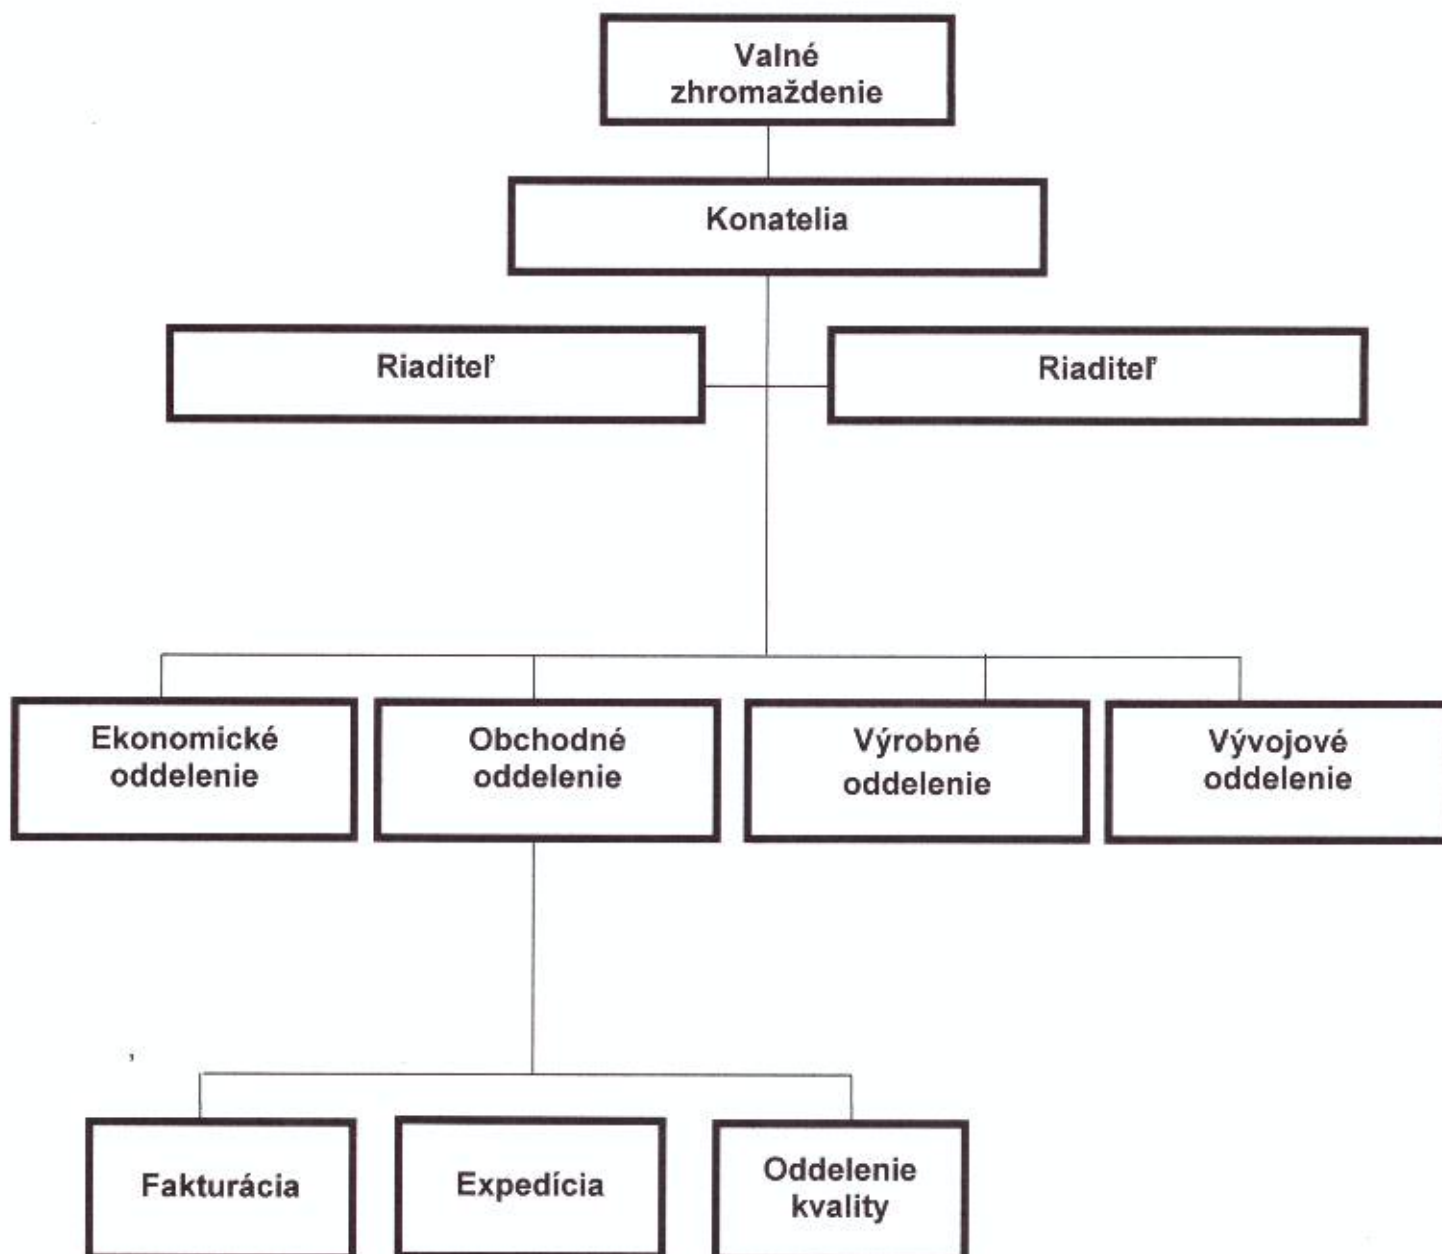 Valné
zhromaždenie
Konatelia
Riaditeľ
Riaditeľ
Ekonomické
oddelenie
Obchodné
oddelenie
Výrobné
oddelenie
Vývojové
oddelenie
Fakturácia
Expedícia
Oddelenie
kvality